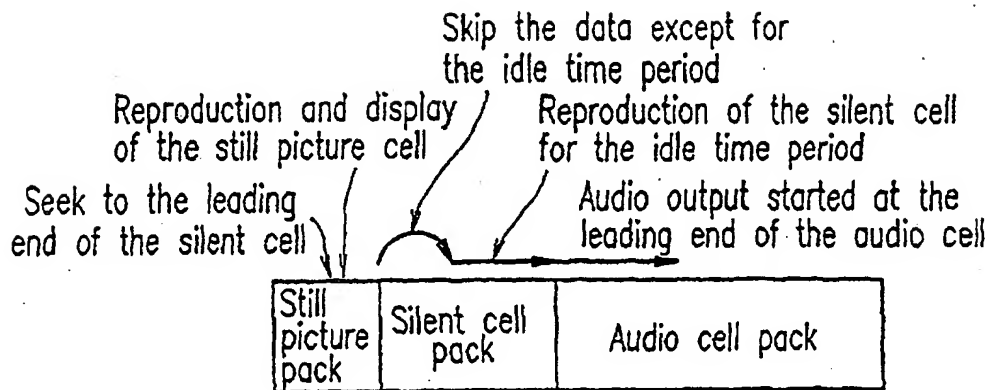 Skip the data except for
the idle time period
Reproduction and display
of the still picture cell
Reproduction of the silent cell
for the idle time period
Seek to the leading
end of the silent cell
Audio output started at the
leading end of the audio cell
Still
picture
pack
Silent cell
pack
Audio cell pack